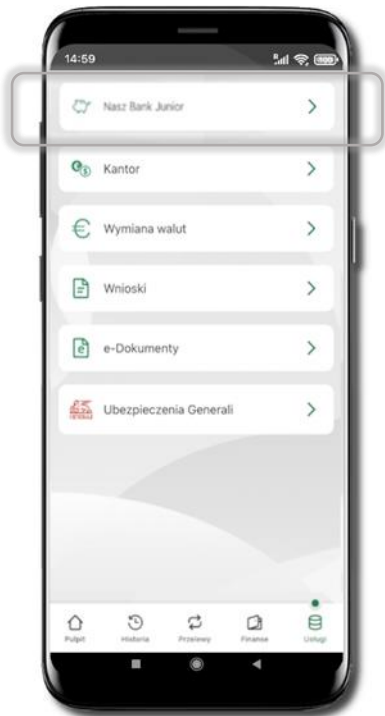 14:59
Nasz Bank Junior
Kantor
Wymiana walut
Wnioski
e-Dokumenty
Ubezpieczenia Generali
Pulpit Historia Przelewy Finanse Usługi